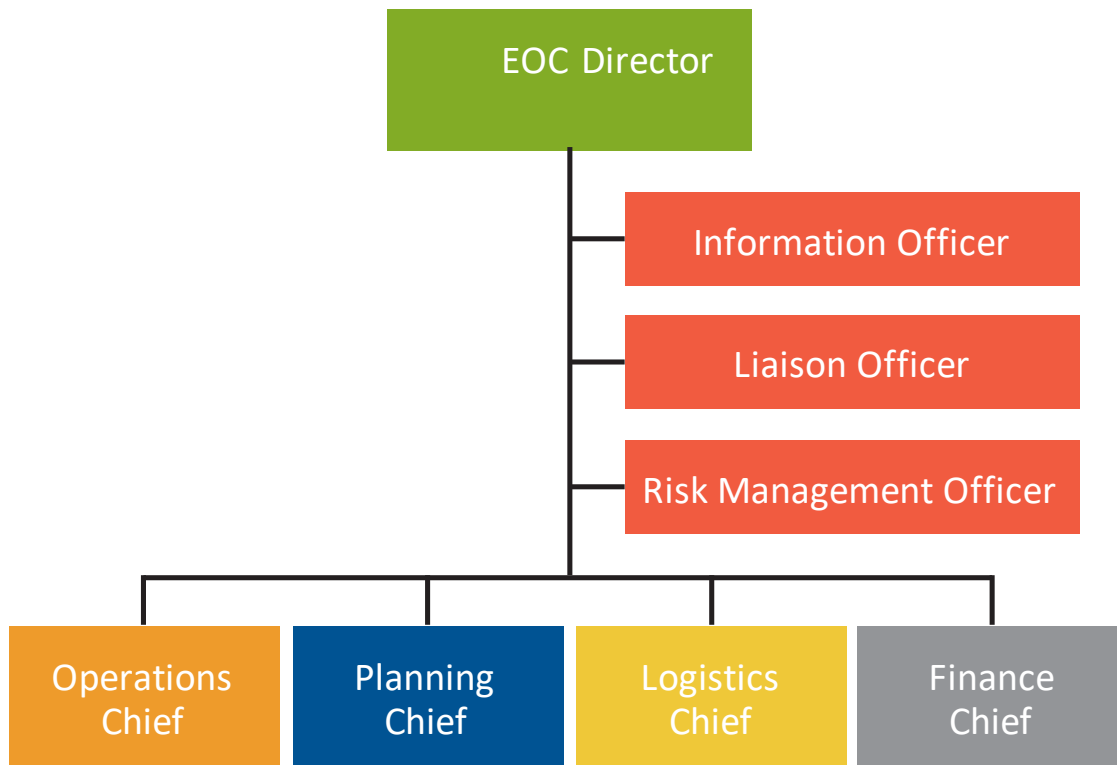 EOC Director
Information Officer
Liaison Officer
Risk Management Officer
Operations
Chief
Planning
Chief
Logistics
Chief
Finance
Chief